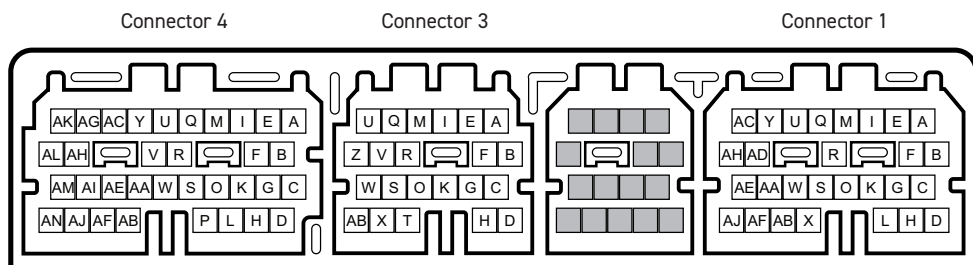 Connector 4 Connector 3 Connector 1
AK AG AC Y U Q M I E A U Q M I E A AC Y U Q M I E A
AL AH V R F B Z V R F B AH AD R F B
AM AI AE AA W S O K G C W S O K G C AE AA W S O K G C
AN AJ AF AB P L H D AB X T H D AJ AF AB X L H D